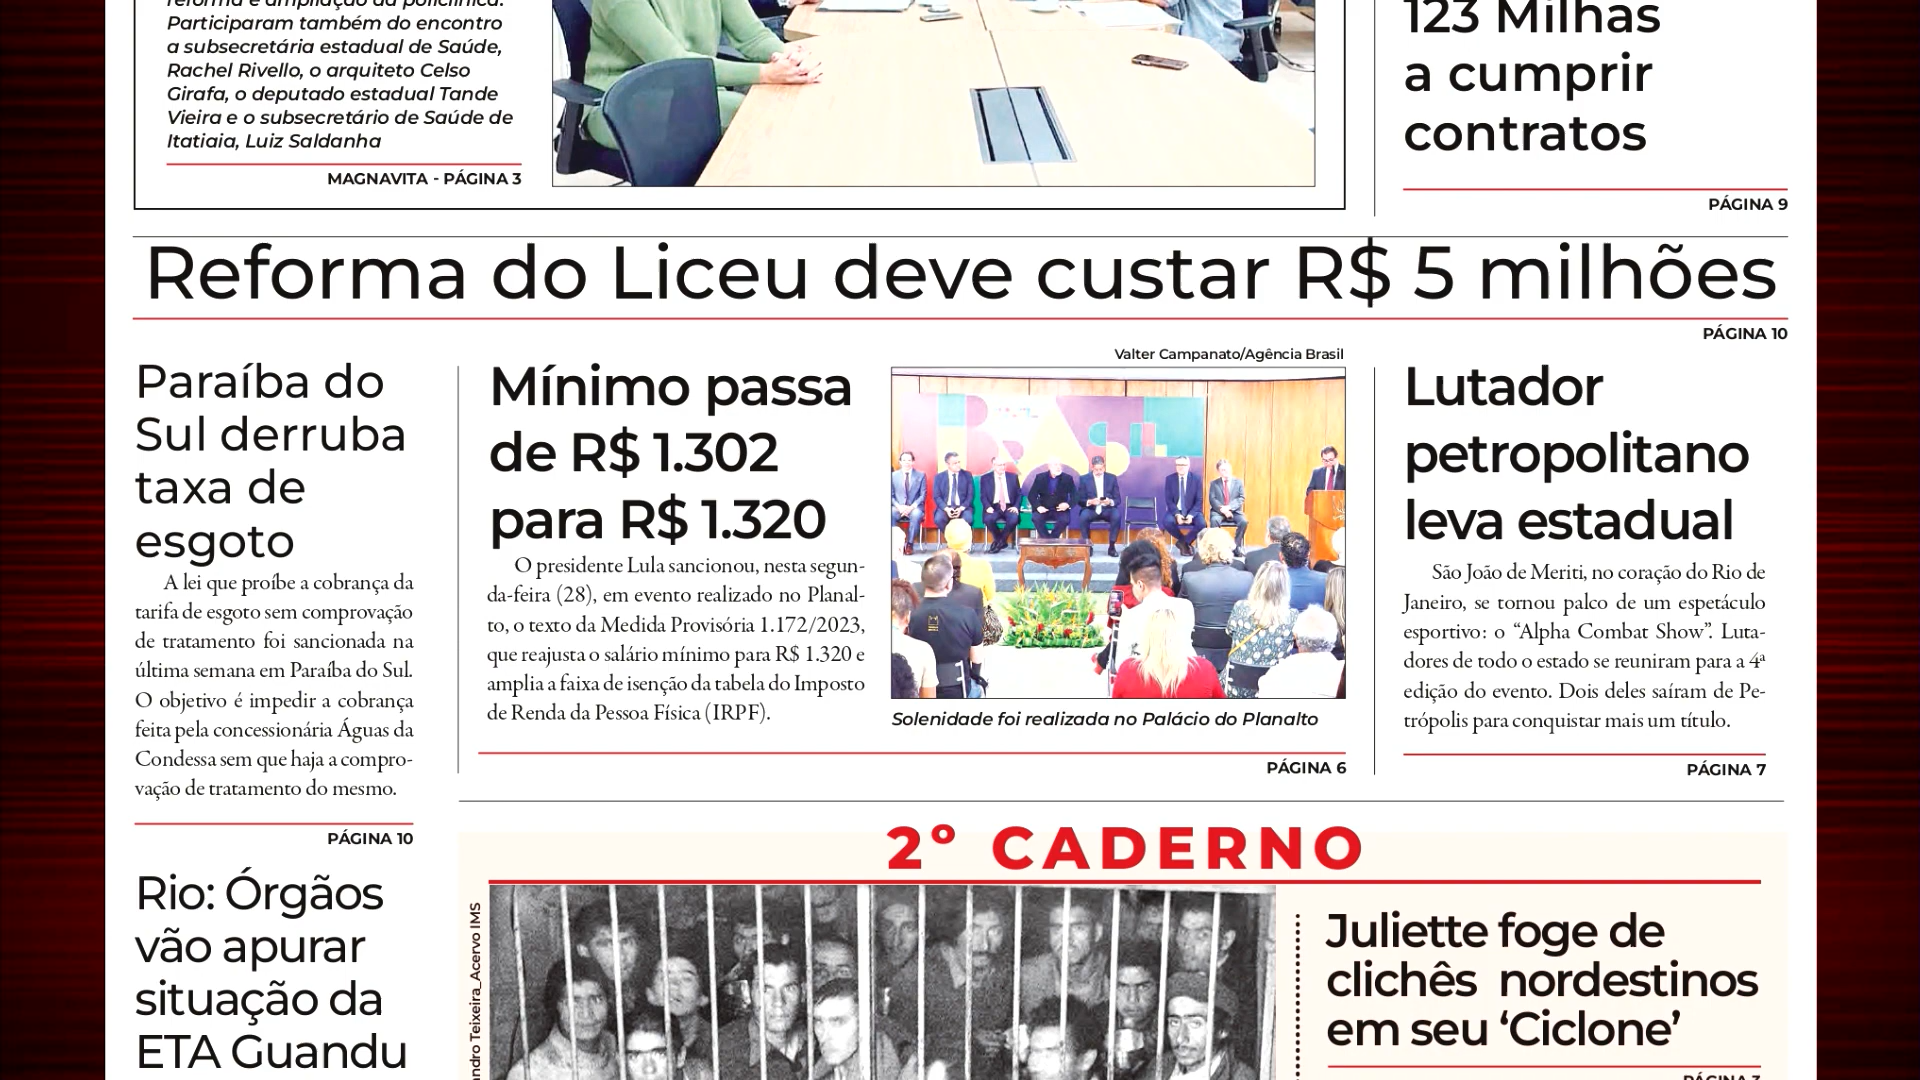 reforma e ampliação da policlínica.
Participaram também do encontro
a subsecretária estadual de Saúde,
Rachel Rivello, o arquiteto Celso
Girafa, o deputado estadual Tande
Vieira e o subsecretário de Saúde de
Itatiaia, Luiz Saldanha
MAGNAVITA - PÁGINA 3
123 Milhas
a cumprir
contratos
PÁGINA 9
Reforma do Liceu deve custar R$ 5 milhões
PÁGINA 10
Paraíba do
Sul derruba
taxa de
esgoto
A lei que proíbe a cobrança da
tarifa de esgoto sem comprovação
de tratamento foi sancionada na
última semana em Paraíba do Sul.
O objetivo é impedir a cobrança
feita pela concessionária Águas da
Condessa sem que haja a compro-
vação de tratamento do mesmo.
PÁGINA 10
Rio: Órgãos
vão apurar
situação da
ETA Guandu
Mínimo passa
de R$ 1.302
para R$ 1.320
O presidente Lula sancionou, nesta segun-
da-feira (28), em evento realizado no Planal-
to, o texto da Medida Provisória 1.172/2023,
que reajusta o salário mínimo para R$ 1.320 e
amplia a faixa de isenção da tabela do Imposto
de Renda da Pessoa Física (IRPF).
Valter Campanato/Agência Brasil
BRASIL
Solenidade foi realizada no Palácio do Planalto
PÁGINA 6
Lutador
petropolitano
leva estadual
São João de Meriti, no coração do Rio de
Janeiro, se tornou palco de um espetáculo
esportivo: o “Alpha Combat Show”. Luta-
dores de todo o estado se reuniram para a 4ª
edição do evento. Dois deles saíram de Pe-
trópolis para conquistar mais um título.
PÁGINA 7
2º CADERNO
Teixeira_Acervo IMS
Juliette foge de
clichês nordestinos
em seu ‘Ciclone’
PÁGINA 3